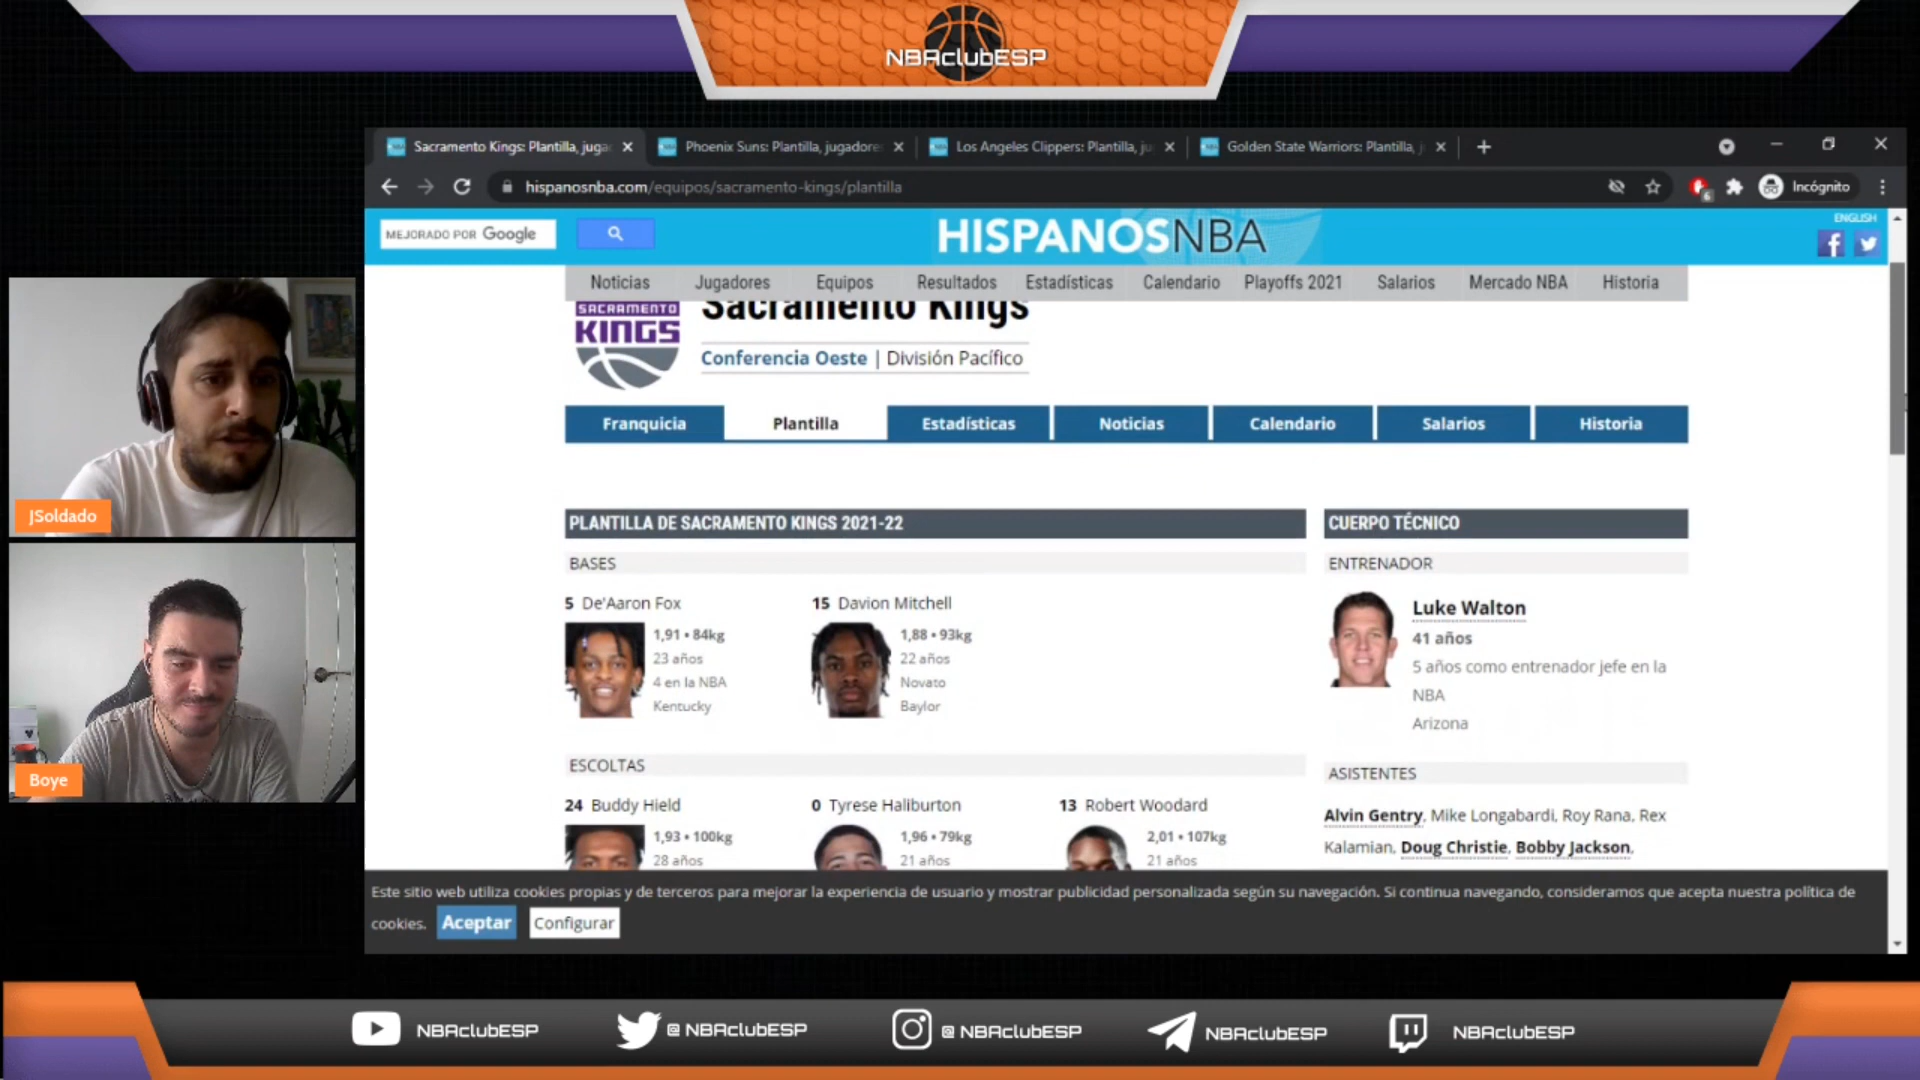 NBAclubESP
Sacramento Kings: Plantilla, juga
Phoenix Suns: Plantilla, jugadore
Los Angeles Clippers: Plantilla, ju
Golden State Warriors: Plantilla, j
hispanosnba.com/equipos/sacramento-kings/plantilla
6
Incógnito
MEJORADO POR Google
HISPANOSNBA
ENGLISH
Noticias Jugadores Equipos Resultados Estadísticas Calendario Playoffs 2021 Salarios Mercado NBA Historia
SACRAMENTO
KINGS
Sacramento Kings
Conferencia Oeste | División Pacífico
Franquicia Plantilla Estadísticas Noticias Calendario Salarios Historia
PLANTILLA DE SACRAMENTO KINGS 2021-22
BASES
5 De'Aaron Fox
1,91 • 84kg
23 años
4 en la NBA
Kentucky
15 Davion Mitchell
1,88 • 93kg
22 años
Novato
Baylor
ESCOLTAS
24 Buddy Hield
1,93 • 100kg
28 años
0 Tyrese Haliburton
1,96 • 79kg
21 años
13 Robert Woodard
2,01 • 107kg
21 años
CUERPO TÉCNICO
ENTRENADOR
Luke Walton
41 años
5 años como entrenador jefe en la
NBA
Arizona
ASISTENTES
Alvin Gentry, Mike Longabardi, Roy Rana, Rex
Kalamian, Doug Christie, Bobby Jackson,
Este sitio web utiliza cookies propias y de terceros para mejorar la experiencia de usuario y mostrar publicidad personalizada según su navegación. Si continua navegando, consideramos que acepta nuestra política de
cookies. Aceptar Configurar
JSoldado
Boye
NBAclubESP
@ NBAclubESP
@ NBAclubESP
NBAclubESP
NBAclubESP